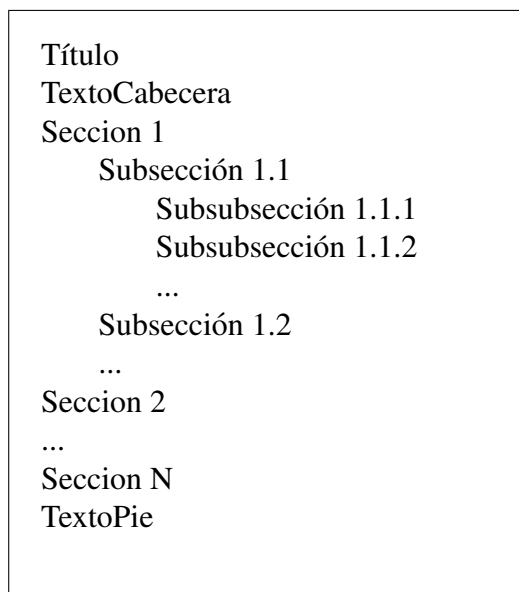 Título
TextoCabecera
Seccion 1
Subsección 1.1
Subsubsección 1.1.1
Subsubsección 1.1.2
...
Subsección 1.2
...
Seccion 2
...
Seccion N
TextoPie